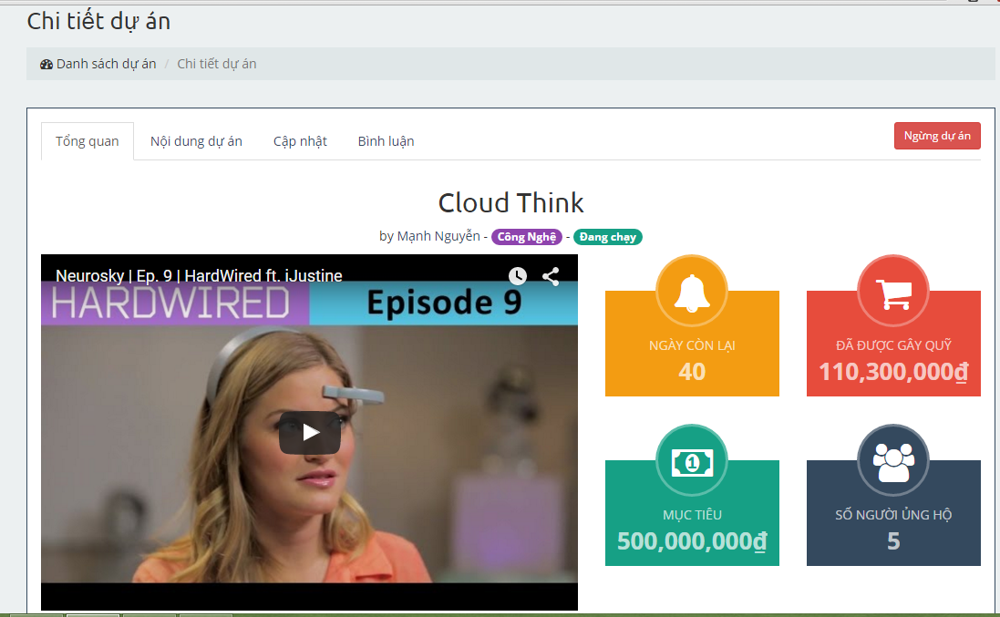 Chi tiết dự án
Danh sách dự án / Chi tiết dự án
Tổng quan Nội dung dự án Cập nhật Bình luận Ngừng dự án
Cloud Think
by Mạnh Nguyễn - Công Nghệ - Đang chạy
Neurosky | Ep. 9 | HardWired ft. iJustine
HARDWIRED Episode 9
NGÀY CÒN LẠI
40
ĐÃ ĐƯỢC GÂY QUỸ
110,300,000₫
MỤC TIÊU
500,000,000₫
SỐ NGƯỜI ỦNG HỘ
5